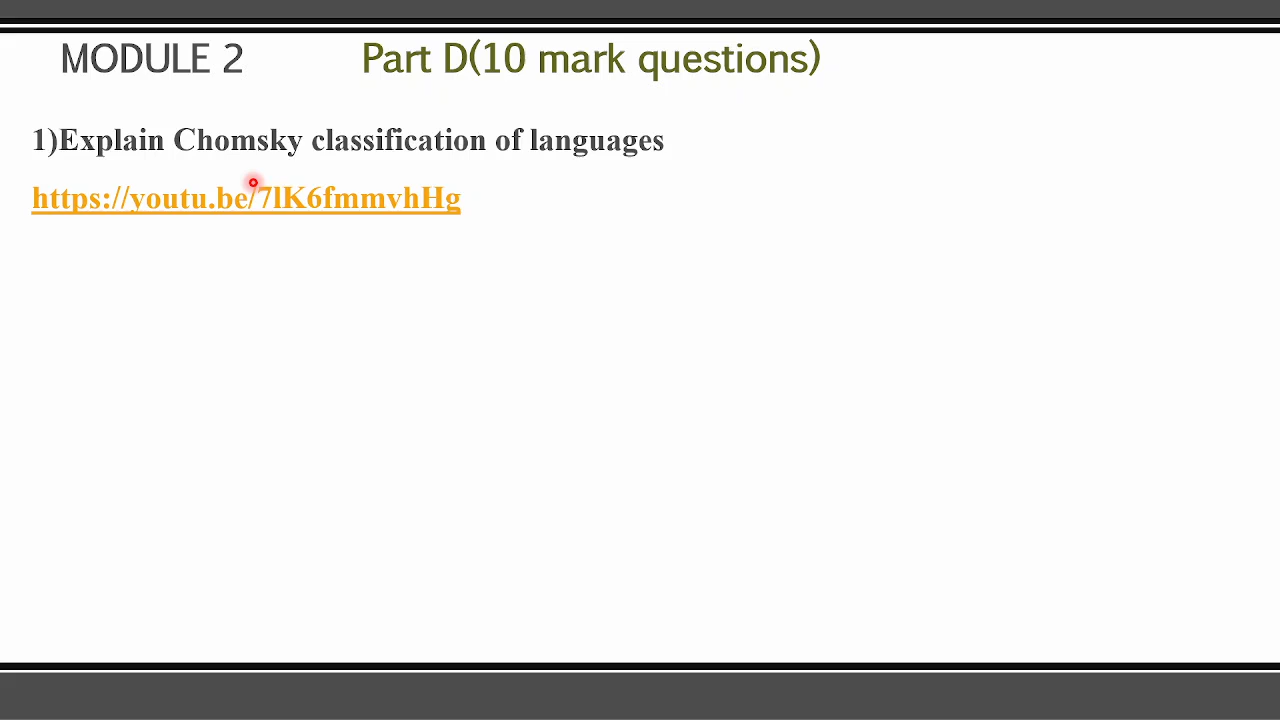 MODULE 2 Part D(10 mark questions)
1)Explain Chomsky classification of languages
https://youtu.be/7lK6fmmvhHg